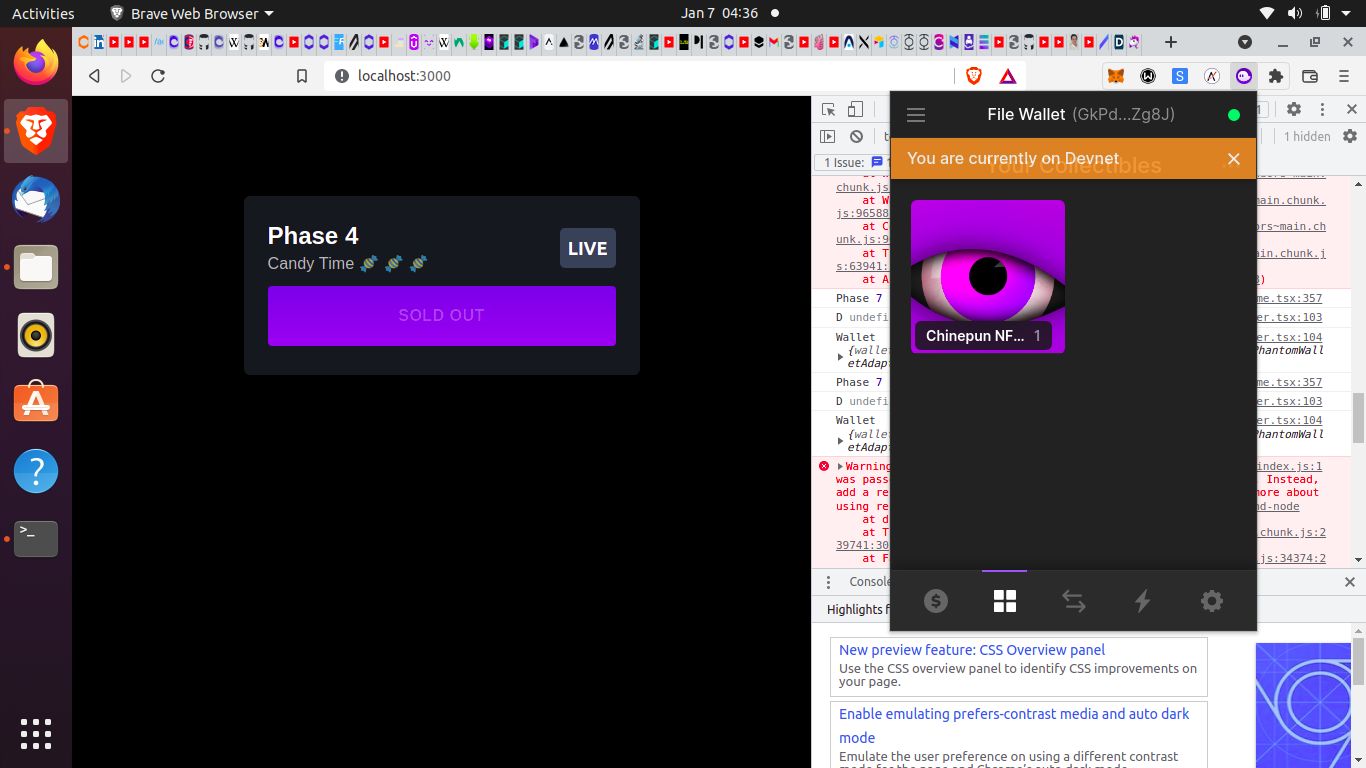 Activities
Brave Web Browser
Jan 7 04:36
localhost:3000
File Wallet (GkPd...Zg8J)
1 hidden
You are currently on Devnet
Your Collectibles
1 Issue:
chunk.js
at W
main.chunk.
js:96588
at C
ors~main.ch
unk.js:9
at T
ain.chunk.j
s:63941:
at A
Phase 4
Candy Time
LIVE
SOLD OUT
Chinepun NF... 1
Phase 7
me.tsx:357
D undefi
er.tsx:103
Wallet
er.tsx:104
{walle
PhantomWall
etAdap
Phase 7
me.tsx:357
D undefi
er.tsx:103
Wallet
er.tsx:104
{walle
PhantomWall
etAdap
Warning
index.js:1
was pass
Instead,
add a re
more about
using re
nd-node
at d
at T
chunk.js:2
39741:30
at F
js:34374:2
Console
Highlights f
New preview feature: CSS Overview panel
Use the CSS overview panel to identify CSS improvements on
your page.
Enable emulating prefers-contrast media and auto dark
mode
Emulate the user preference on using a different contrast